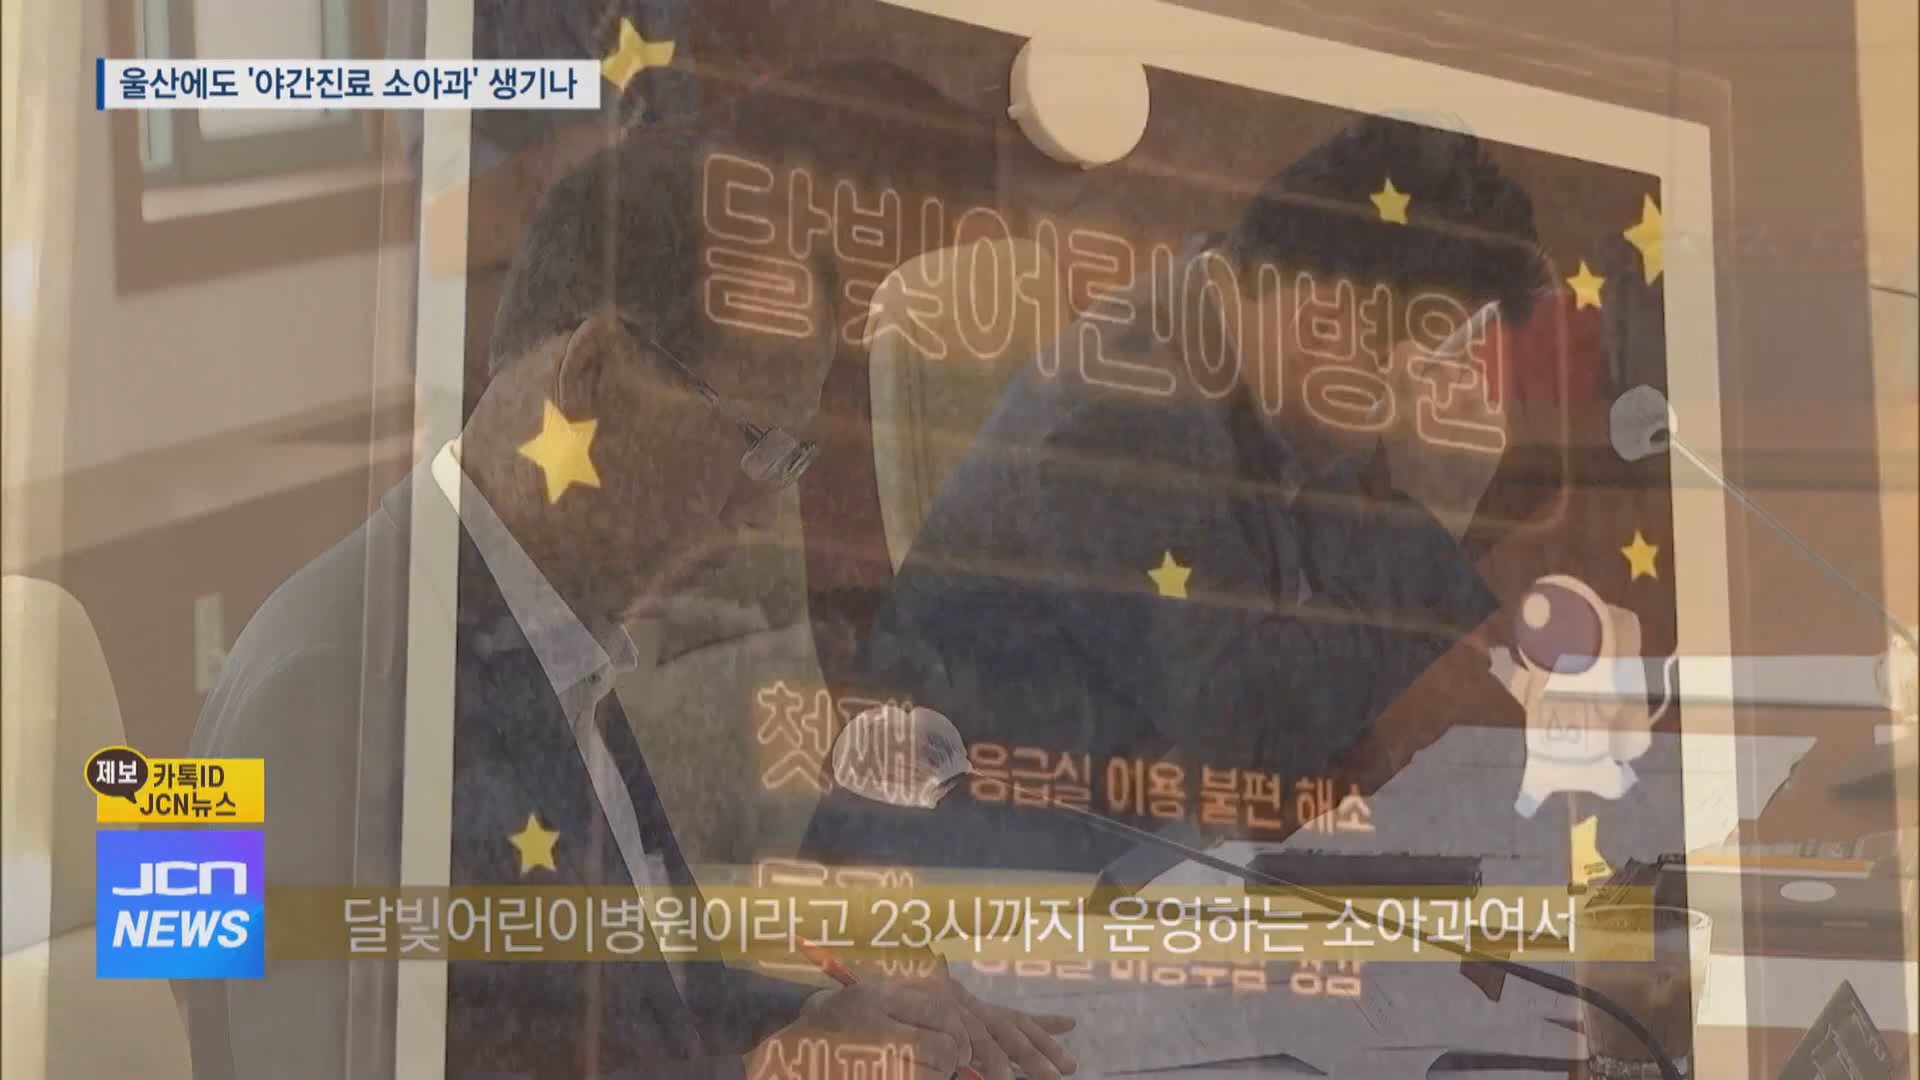 울산에도 '야간진료 소아과' 생기나
달빛어린이병원
첫째, 응급실 이용 불편 해소
제보 카톡ID
JCN뉴스
JCN
NEWS
달빛어린이병원이라고 23시까지 운영하는 소아과여서
경감